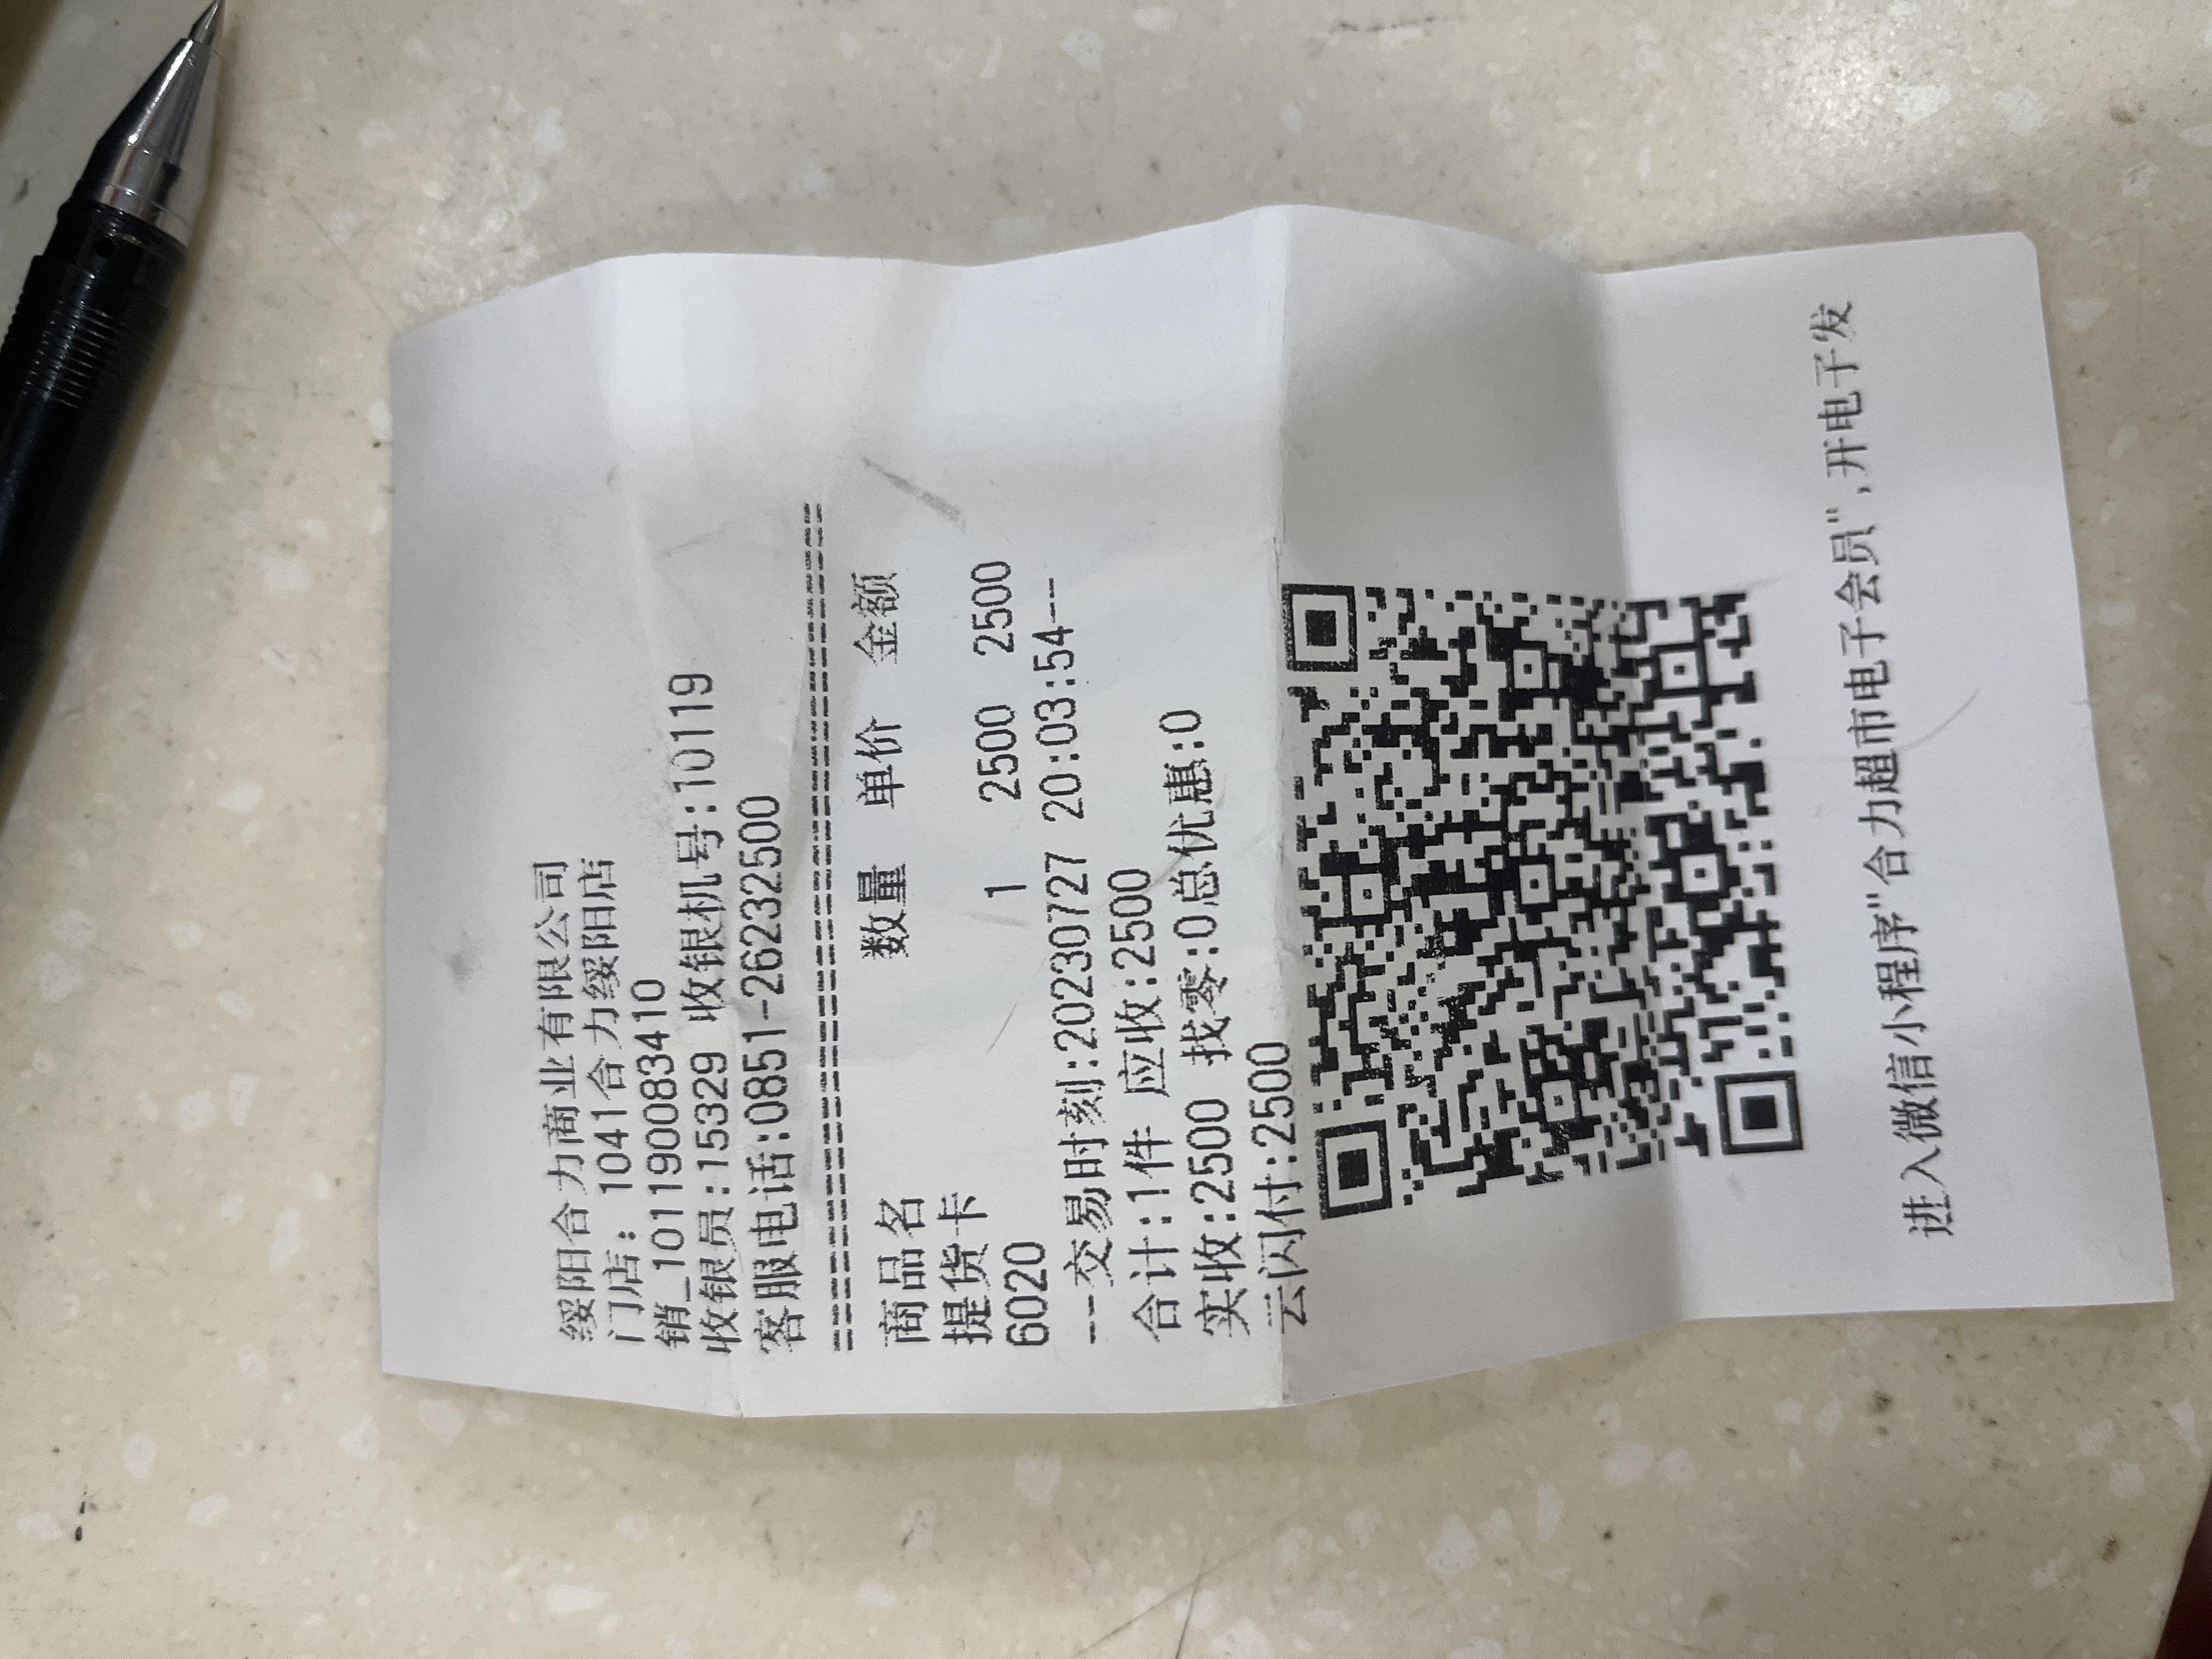 绥阳合力商业有限公司
门店: 1041合力绥阳店
销_101190083410
收银员:15329 收银机号:10119
客服电话:0851-26232500
商品名 数量 单价 金额
提货卡
6020 1 2500 2500
--交易时刻:20230727 20:03:54--
合计:1件 应收:2500
实收:2500 找零:0总优惠:0
云闪付:2500
进入微信小程序"合力超市电子会员",开电子发